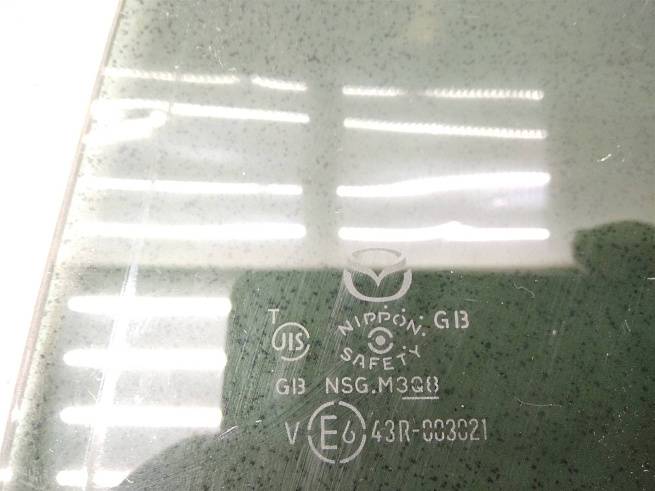 T NIPPON. GB
JIS SAFETY
GB NSG.M3Q8
V E6 43R-003021